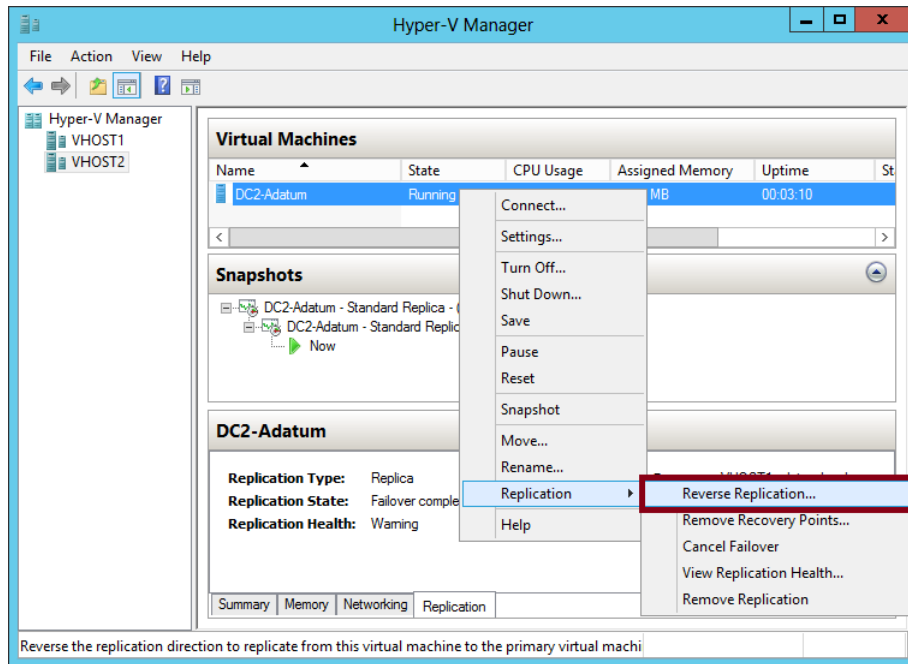 Hyper-V Manager
File Action View Help
Hyper-V Manager
VHOST1
VHOST2
Virtual Machines
Name State CPU Usage Assigned Memory Uptime St
DC2-Adatum Running MB 00:03:10
Snapshots
DC2-Adatum - Standard Replica - (
DC2-Adatum - Standard Replic
Now
Connect...
Settings...
Turn Off...
Shut Down...
Save
Pause
Reset
Snapshot
Move...
Rename...
Replication
Help
Reverse Replication...
Remove Recovery Points...
Cancel Failover
View Replication Health...
Remove Replication
DC2-Adatum
Replication Type: Replica
Replication State: Failover comple
Replication Health: Warning
Summary Memory Networking Replication
Reverse the replication direction to replicate from this virtual machine to the primary virtual machi